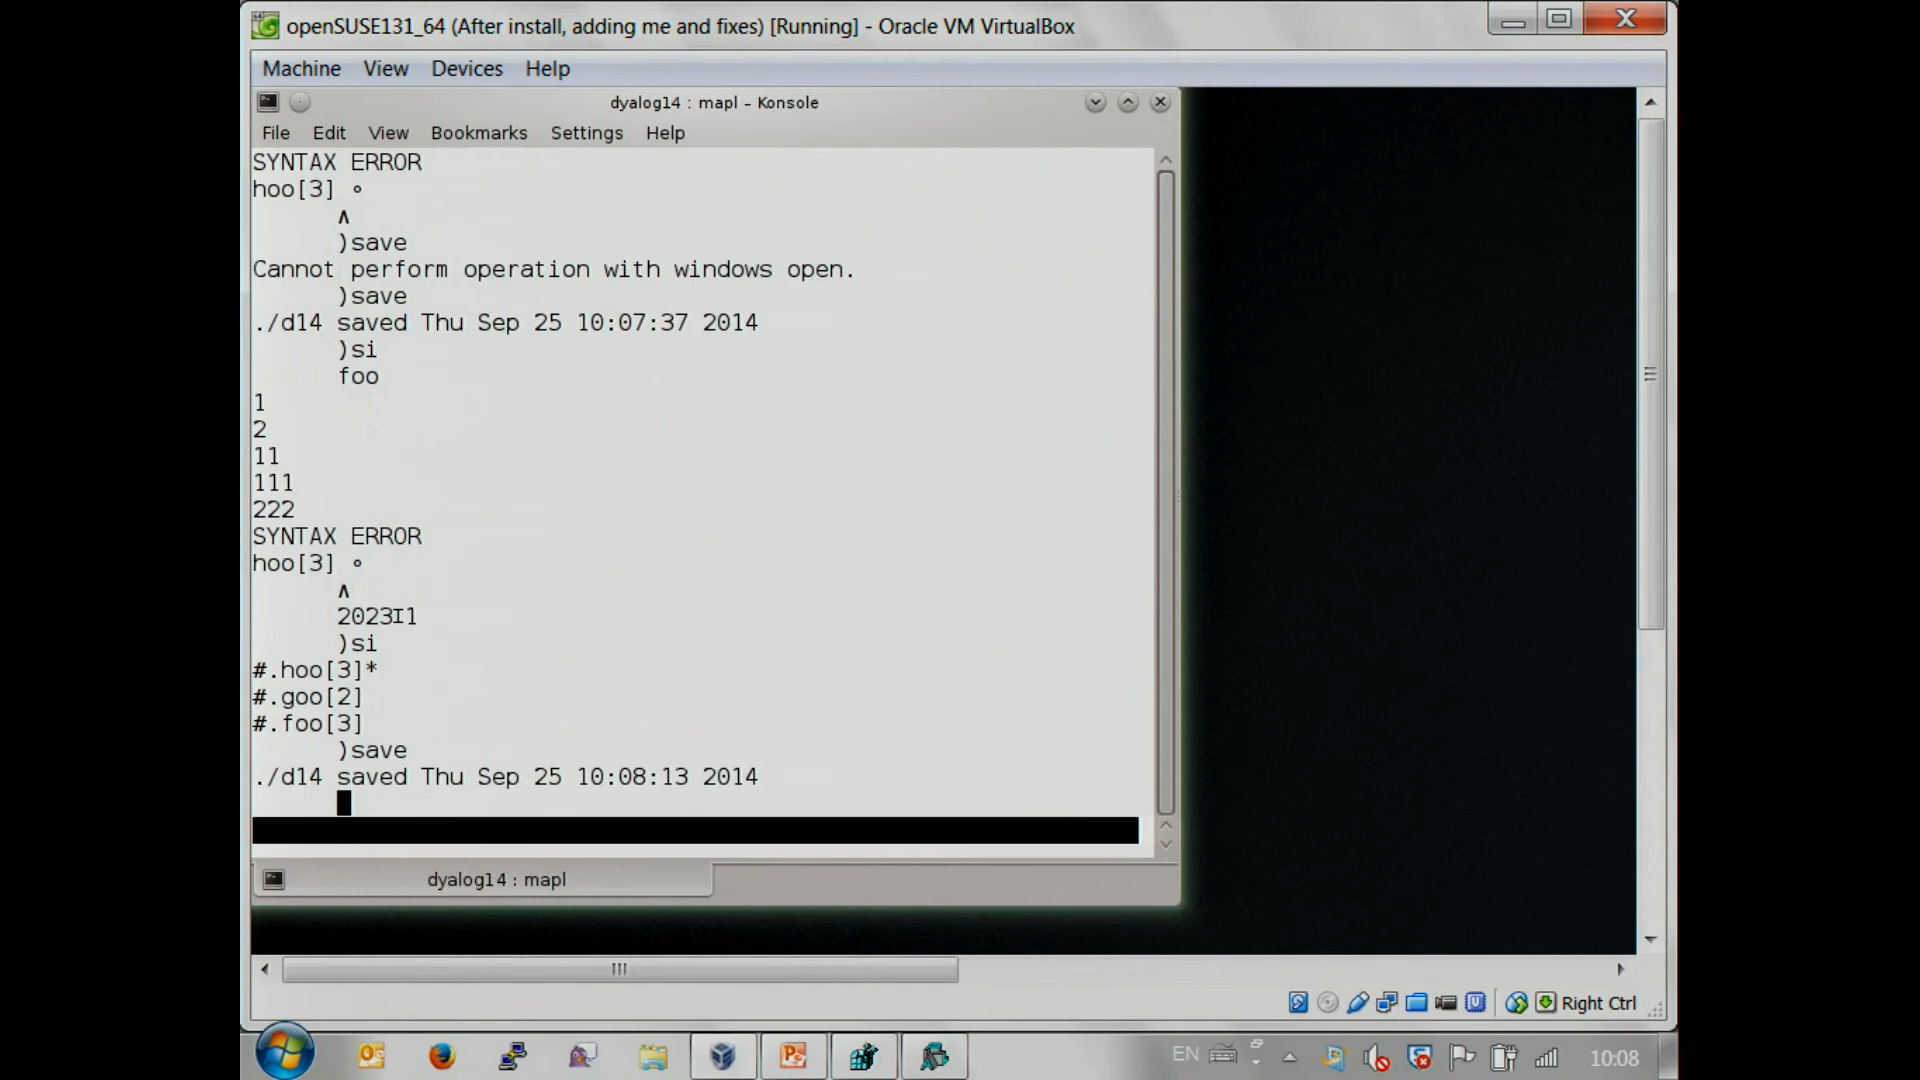 openSUSE131_64 (After install, adding me and fixes) [Running] - Oracle VM VirtualBox
Machine View Devices Help
dyalog14 : mapl – Konsole
File Edit View Bookmarks Settings Help
SYNTAX ERROR
hoo[3] ∘
∧
)save
Cannot perform operation with windows open.
)save
./d14 saved Thu Sep 25 10:07:37 2014
)si
foo
1
2
11
111
222
SYNTAX ERROR
hoo[3] ∘
∧
2023⌶1
)si
#.hoo[3]*
#.goo[2]
#.foo[3]
)save
./d14 saved Thu Sep 25 10:08:13 2014
dyalog14 : mapl
Right Ctrl
EN
10:08